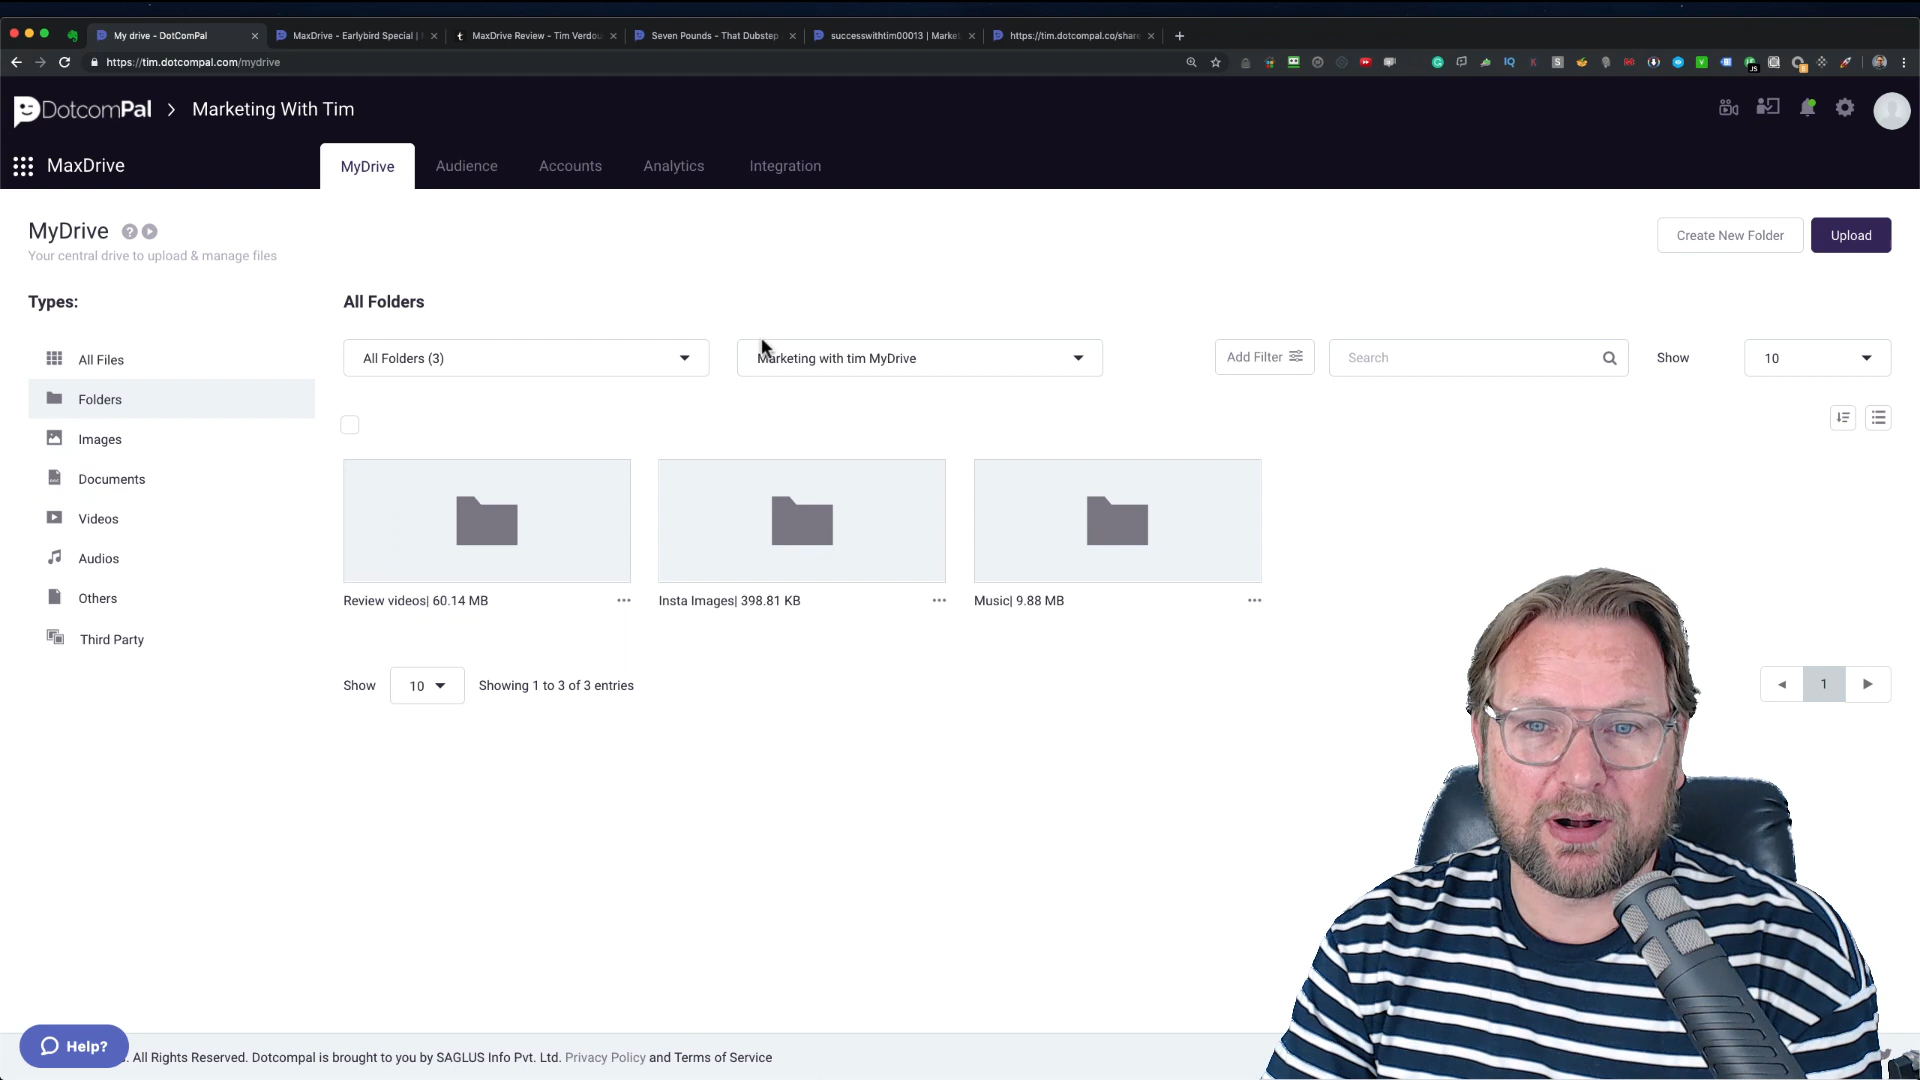 My drive - DotComPal
MaxDrive - Earlybird Special |
MaxDrive Review - Tim Verdou
Seven Pounds - That Dubstep
successwithtim00013 | Market
https://tim.dotcompal.co/share
https://tim.dotcompal.com/mydrive
DotcomPal > Marketing With Tim
MaxDrive
MyDrive
Audience
Accounts
Analytics
Integration
MyDrive
Your central drive to upload & manage files
Create New Folder
Upload
Types:
All Files
Folders
Images
Documents
Videos
Audios
Others
Third Party
All Folders
All Folders (3)
Marketing with tim MyDrive
Add Filter
Search
Show
10
Review videos| 60.14 MB
Insta Images| 398.81 KB
Music| 9.88 MB
Show
10
Showing 1 to 3 of 3 entries
1
Help?
. All Rights Reserved. Dotcompal is brought to you by SAGLUS Info Pvt. Ltd. Privacy Policy and Terms of Service